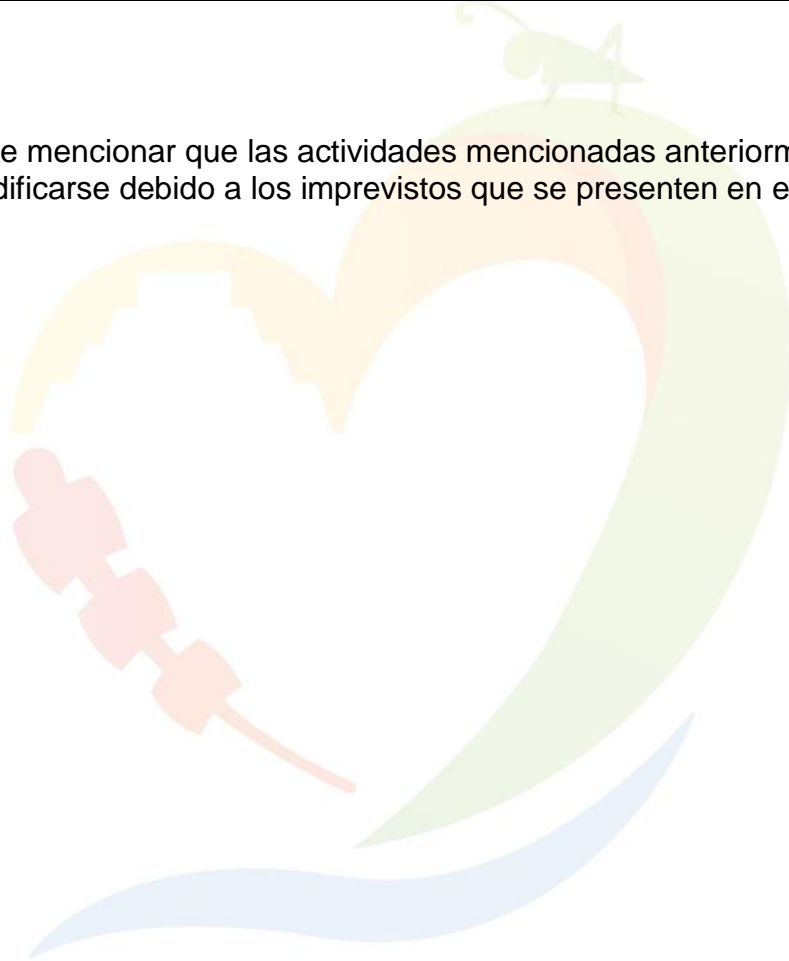 e mencionar que las actividades mencionadas anteriorm
dificarse debido a los imprevistos que se presenten en e